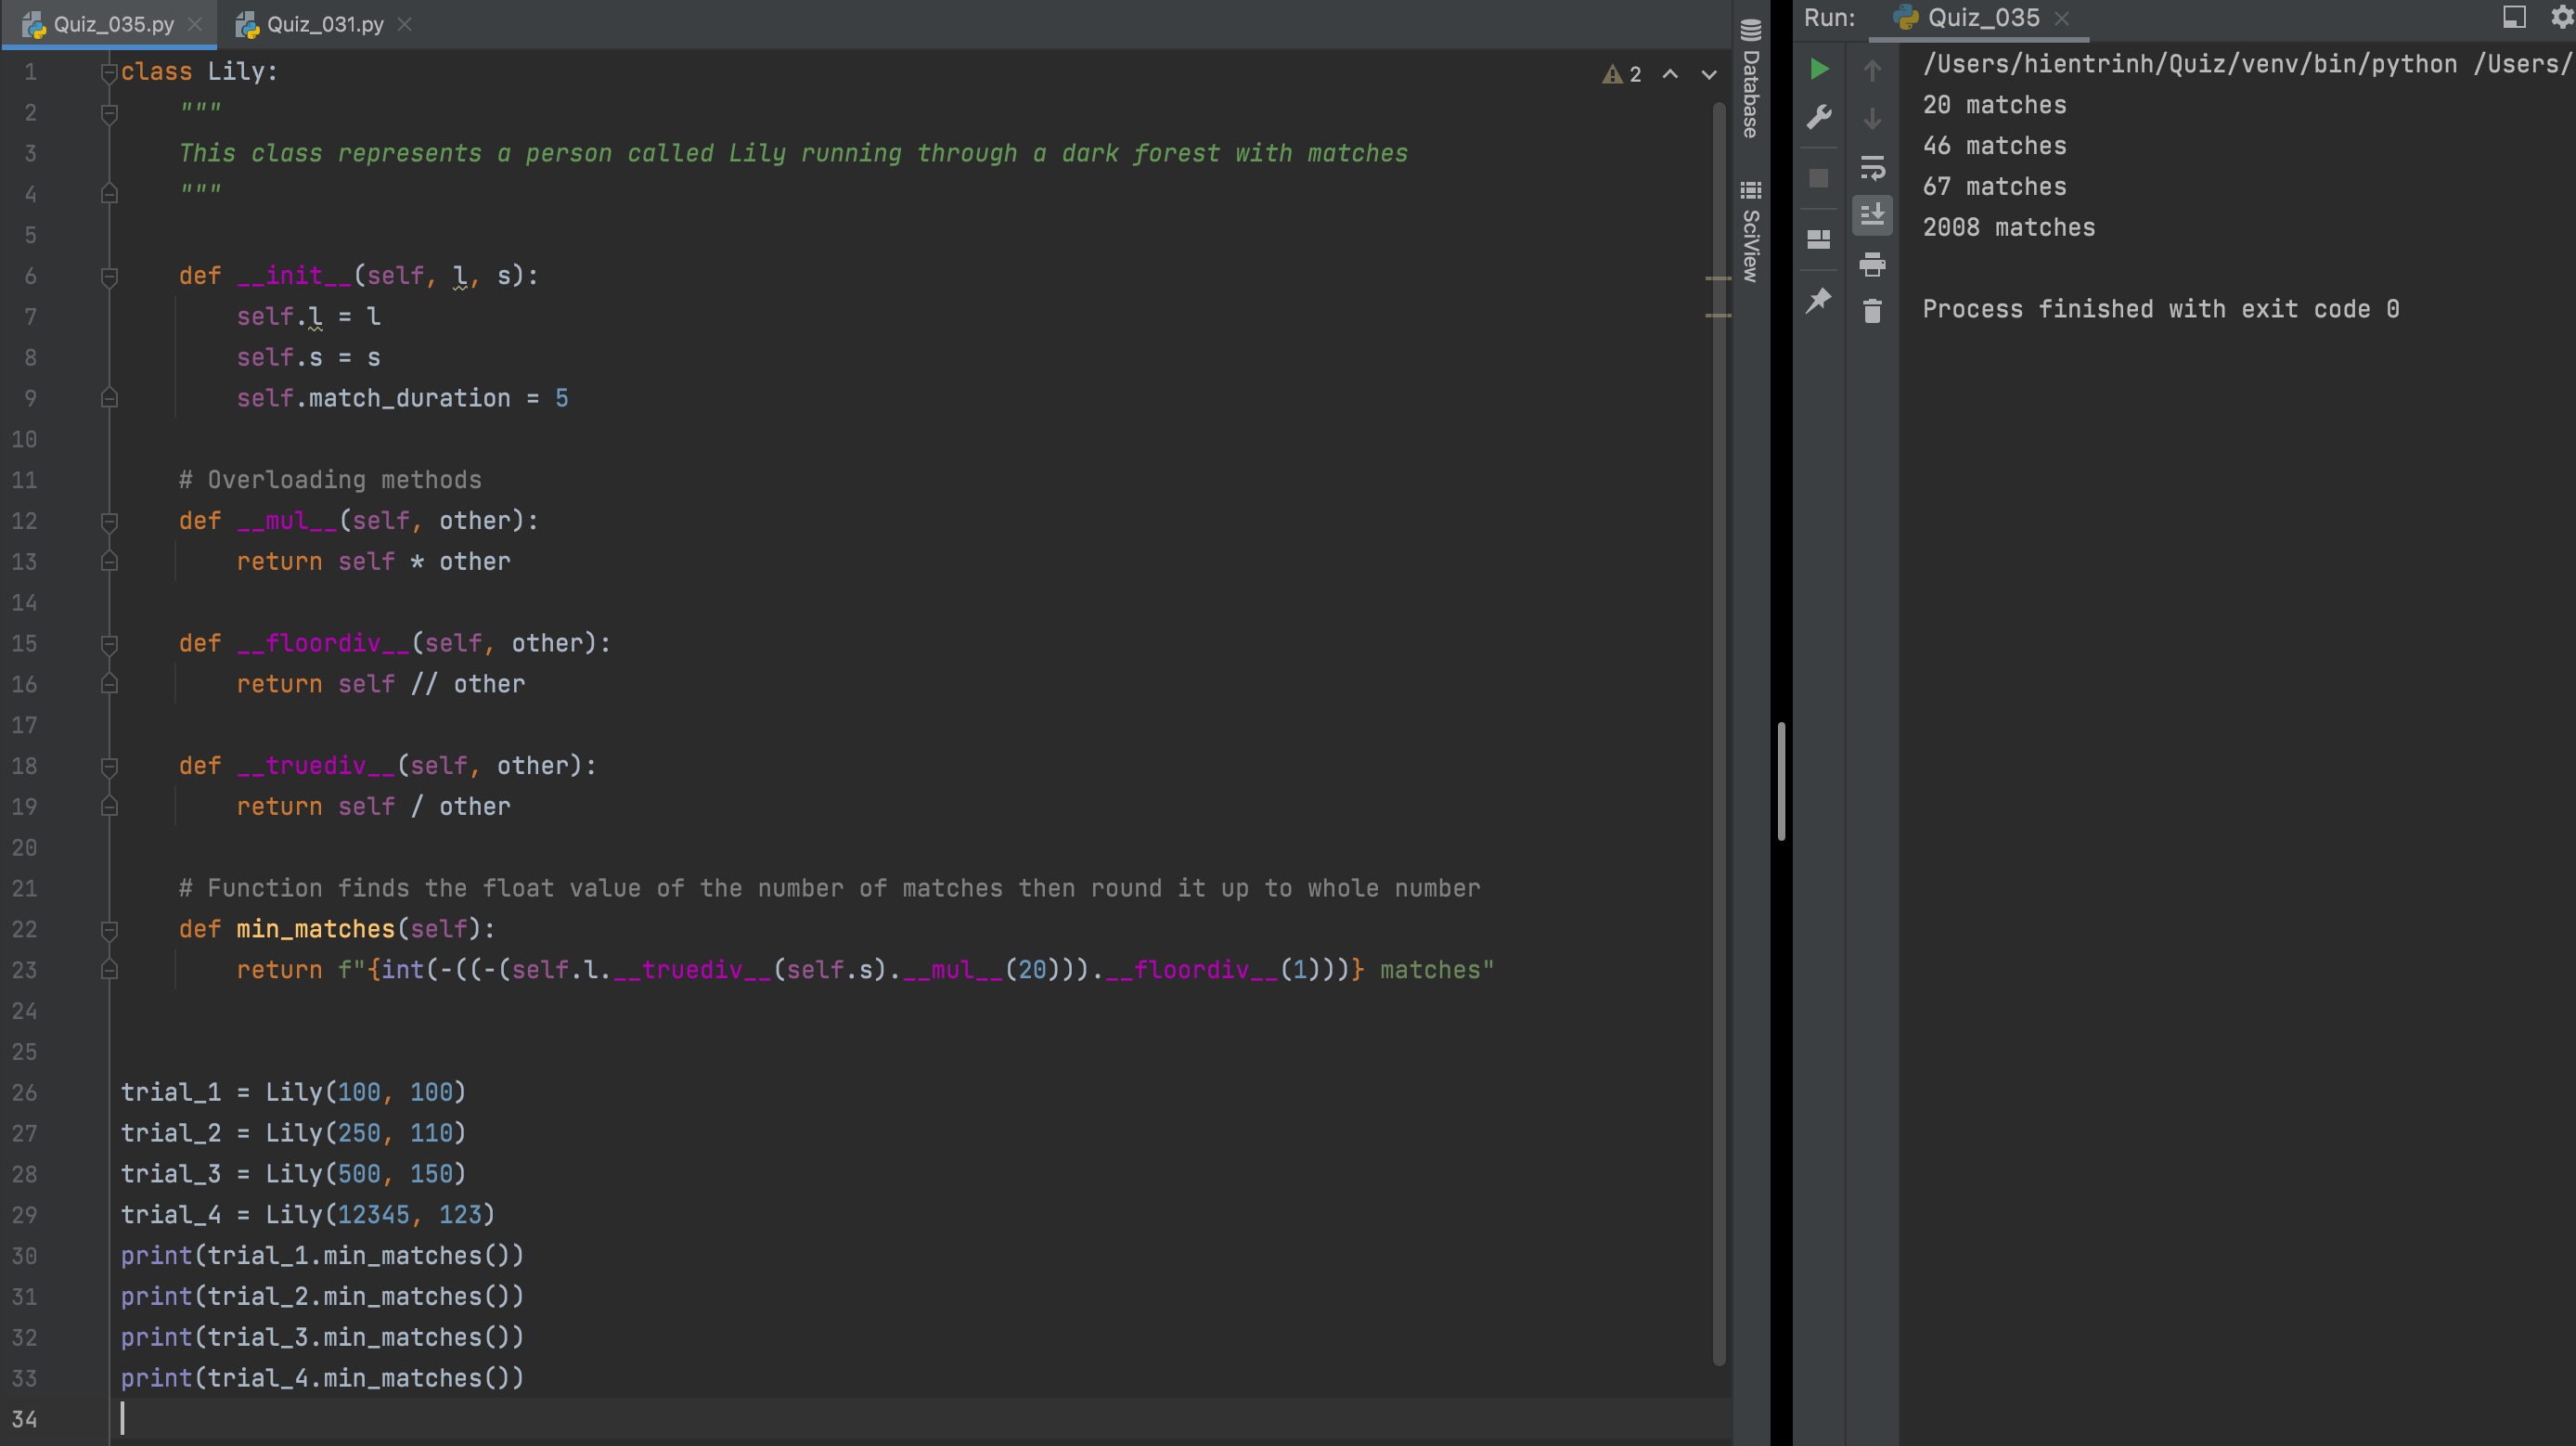 Quiz_035.py
Quiz_031.py
1 class Lily:
2     """
3     This class represents a person called Lily running through a dark forest with matches
4     """
5
6     def __init__(self, l, s):
7         self.l = l
8         self.s = s
9         self.match_duration = 5
10
11     # Overloading methods
12     def __mul__(self, other):
13         return self * other
14
15     def __floordiv__(self, other):
16         return self // other
17
18     def __truediv__(self, other):
19         return self / other
20
21     # Function finds the float value of the number of matches then round it up to whole number
22     def min_matches(self):
23         return f"{int(-((-(self.l.__truediv__(self.s).__mul__(20))).__floordiv__(1)))} matches"
24
25
26 trial_1 = Lily(100, 100)
27 trial_2 = Lily(250, 110)
28 trial_3 = Lily(500, 150)
29 trial_4 = Lily(12345, 123)
30 print(trial_1.min_matches())
31 print(trial_2.min_matches())
32 print(trial_3.min_matches())
33 print(trial_4.min_matches())
34
2
Database
SciView
Run: Quiz_035
/Users/hientrinh/Quiz/venv/bin/python /Users/
20 matches
46 matches
67 matches
2008 matches
Process finished with exit code 0